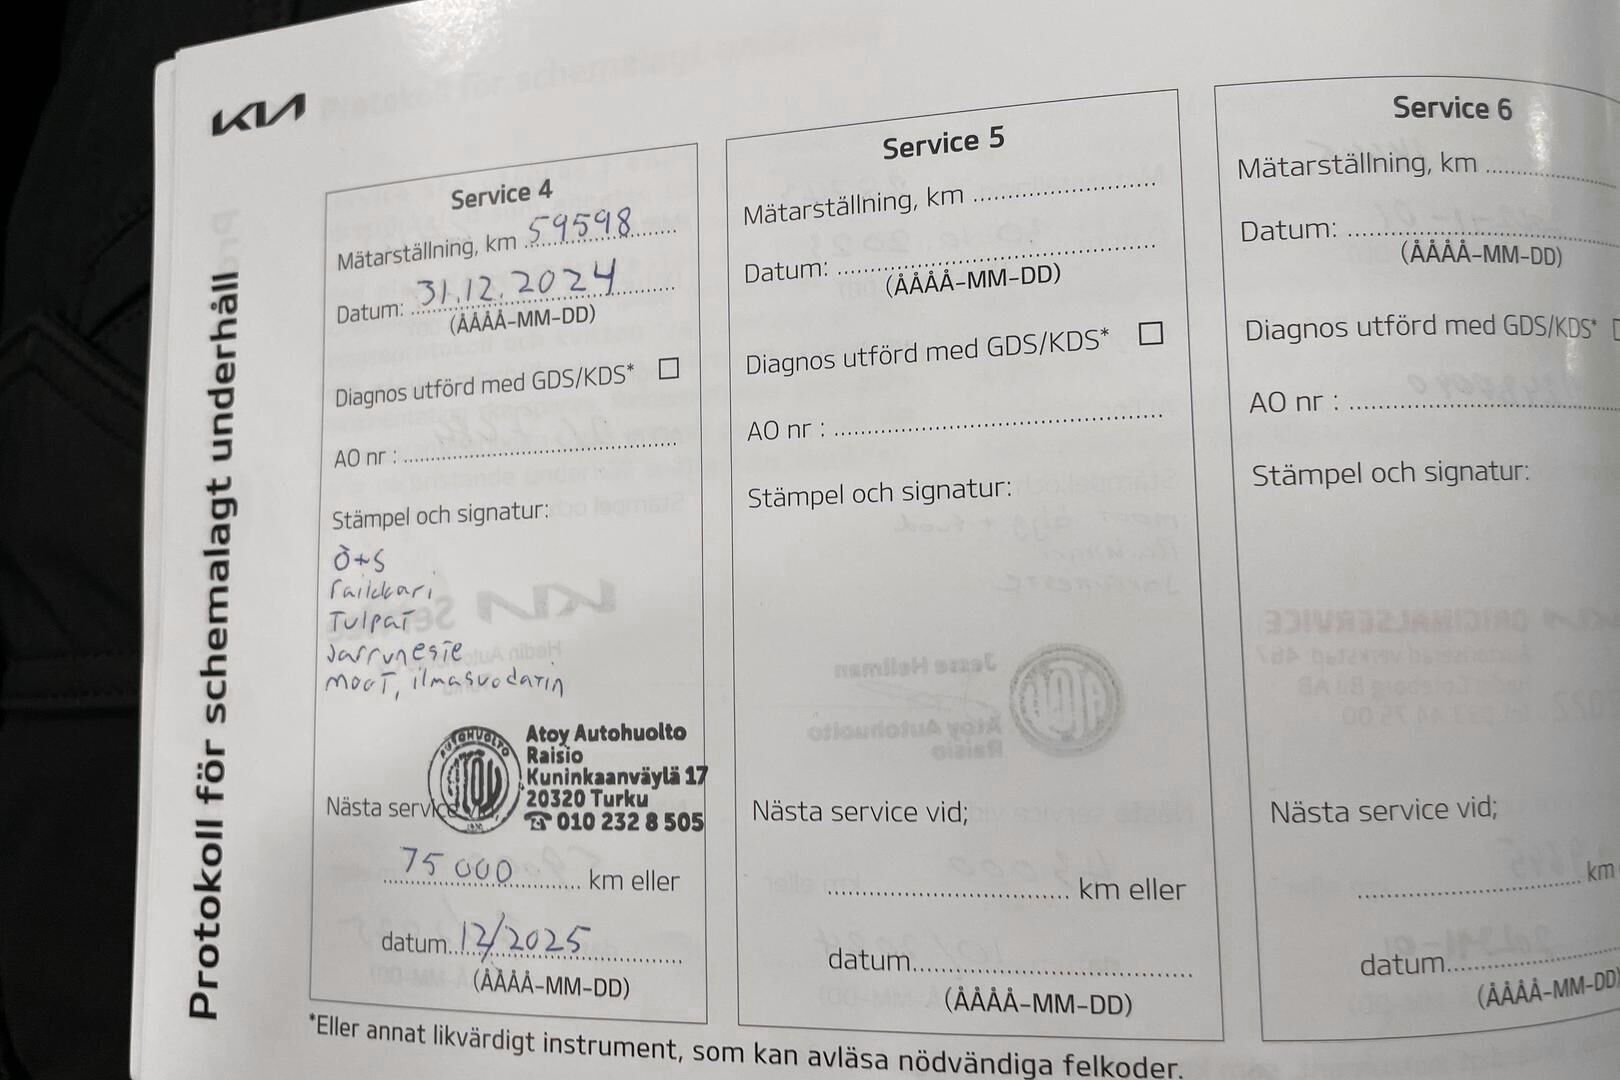 KIA
Protokoll för schemalagt underhåll
Service 4
Mätarställning, km 59598
Datum: 31.12.2024
(ÅÅÅÅ-MM-DD)
Diagnos utförd med GDS/KDS*
AO nr :
Stämpel och signatur:
Ö+S
raikkari
Tulpat
Jarruneste
moot, ilmasuodatin
AUTOHUOLTO
ATOY
Atoy Autohuolto
Raisio
Kuninkaanväylä 17
20320 Turku
☎ 010 232 8 505
Nästa service
75 000 km eller
datum. 12/2025
(ÅÅÅÅ-MM-DD)
Service 5
Mätarställning, km
Datum:
(ÅÅÅÅ-MM-DD)
Diagnos utförd med GDS/KDS*
AO nr :
Stämpel och signatur:
Nästa service vid;
km eller
datum
(ÅÅÅÅ-MM-DD)
Service 6
Mätarställning, km
Datum:
(ÅÅÅÅ-MM-DD)
Diagnos utförd med GDS/KDS*
AO nr :
Stämpel och signatur:
Nästa service vid;
km
datum
(ÅÅÅÅ-MM-DD)
*Eller annat likvärdigt instrument, som kan avläsa nödvändiga felkoder.